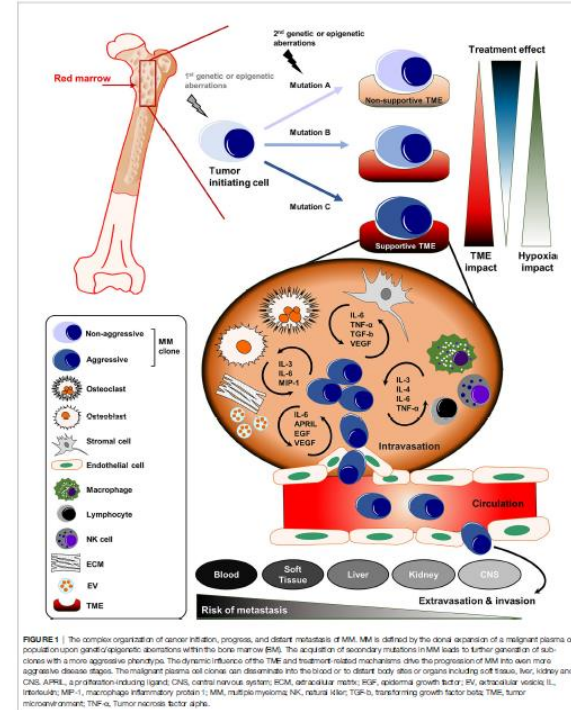 2nd genetic or epigenetic
aberrations
Treatment effect
Red marrow
1st genetic or epigenetic
aberrations
Mutation A
Non-supportive TME
Mutation B
Tumor
initiating cell
Mutation C
Supportive TME
TME
impact
Hypoxia
impact
IL-6
TNF-α
TGF-b
VEGF
IL-3
IL-6
MIP-1
IL-3
IL-4
IL-6
TNF-α
IL-6
APRIL
EGF
VEGF
Intravasation
Circulation
Non-aggressive
Aggressive
MM
clone
Osteoclast
Osteoblast
Stromal cell
Endothelial cell
Macrophage
Lymphocyte
NK cell
ECM
EV
TME
Blood
Soft
Tissue
Liver
Kidney
CNS
Extravasation & invasion
Risk of metastasis
FIGURE 1 | The complex organization of cancer initiation, progress, and distant metastasis of MM. MM is defined by the clonal expansion of a malignant plasma cell
population upon genetic/epigenetic aberrations within the bone marrow (BM). The acquisition of secondary mutations in MM leads to further generation of sub-
clones with a more aggressive phenotype. The dynamic influence of the TME and treatment-related mechanisms drive the progression of MM into even more
aggressive disease stages. The malignant plasma cell clones can disseminate into the blood or to distant body sites or organs including soft tissue, liver, kidney and
CNS. APRIL, a proliferation-inducing ligand; CNS, central nervous system; ECM, extracellular matrix; EGF, epidermal growth factor; EV, extracellular vesicle; IL,
Interleukin; MIP-1, macrophage inflammatory protein 1; MM, multiple myeloma; NK, natural killer; TGF-b, transforming growth factor beta; TME, tumor
microenvironment; TNF-α, Tumor necrosis factor alpha.